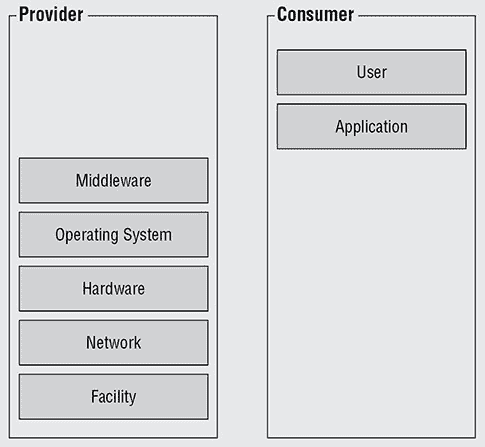 Provider
Middleware
Operating System
Hardware
Network
Facility
Consumer
User
Application